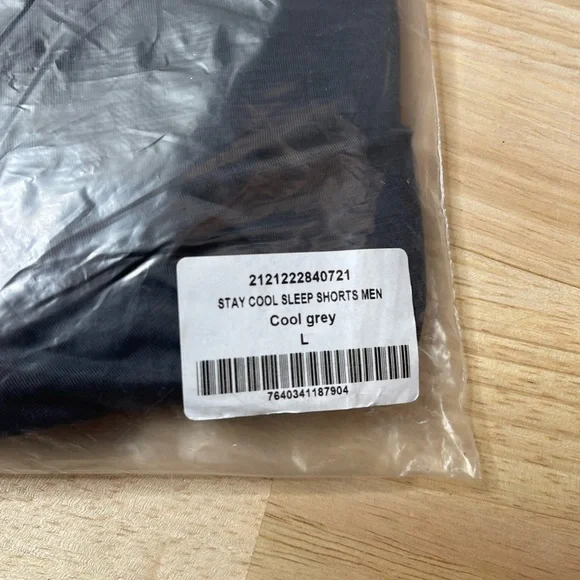 2121222840721
STAY COOL SLEEP SHORTS MEN
Cool grey
L
7640341187904